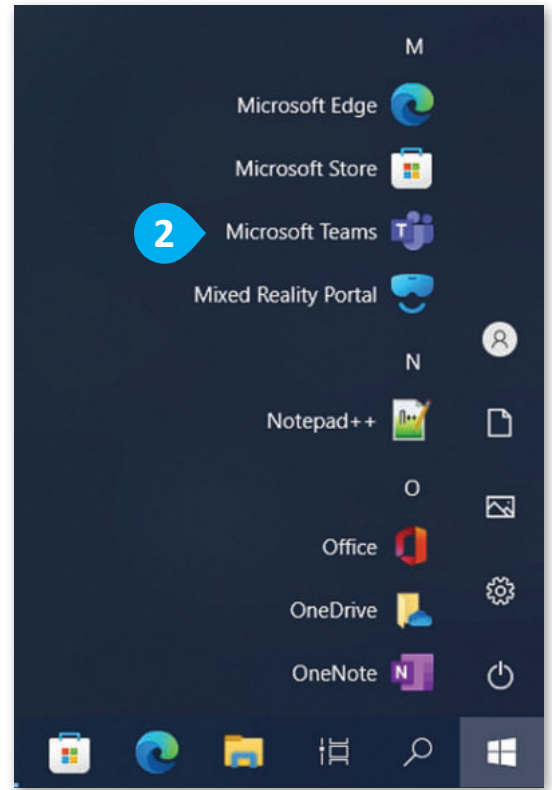 M
Microsoft Edge
Microsoft Store
2 Microsoft Teams
Mixed Reality Portal
N
Notepad++
O
Office
OneDrive
OneNote